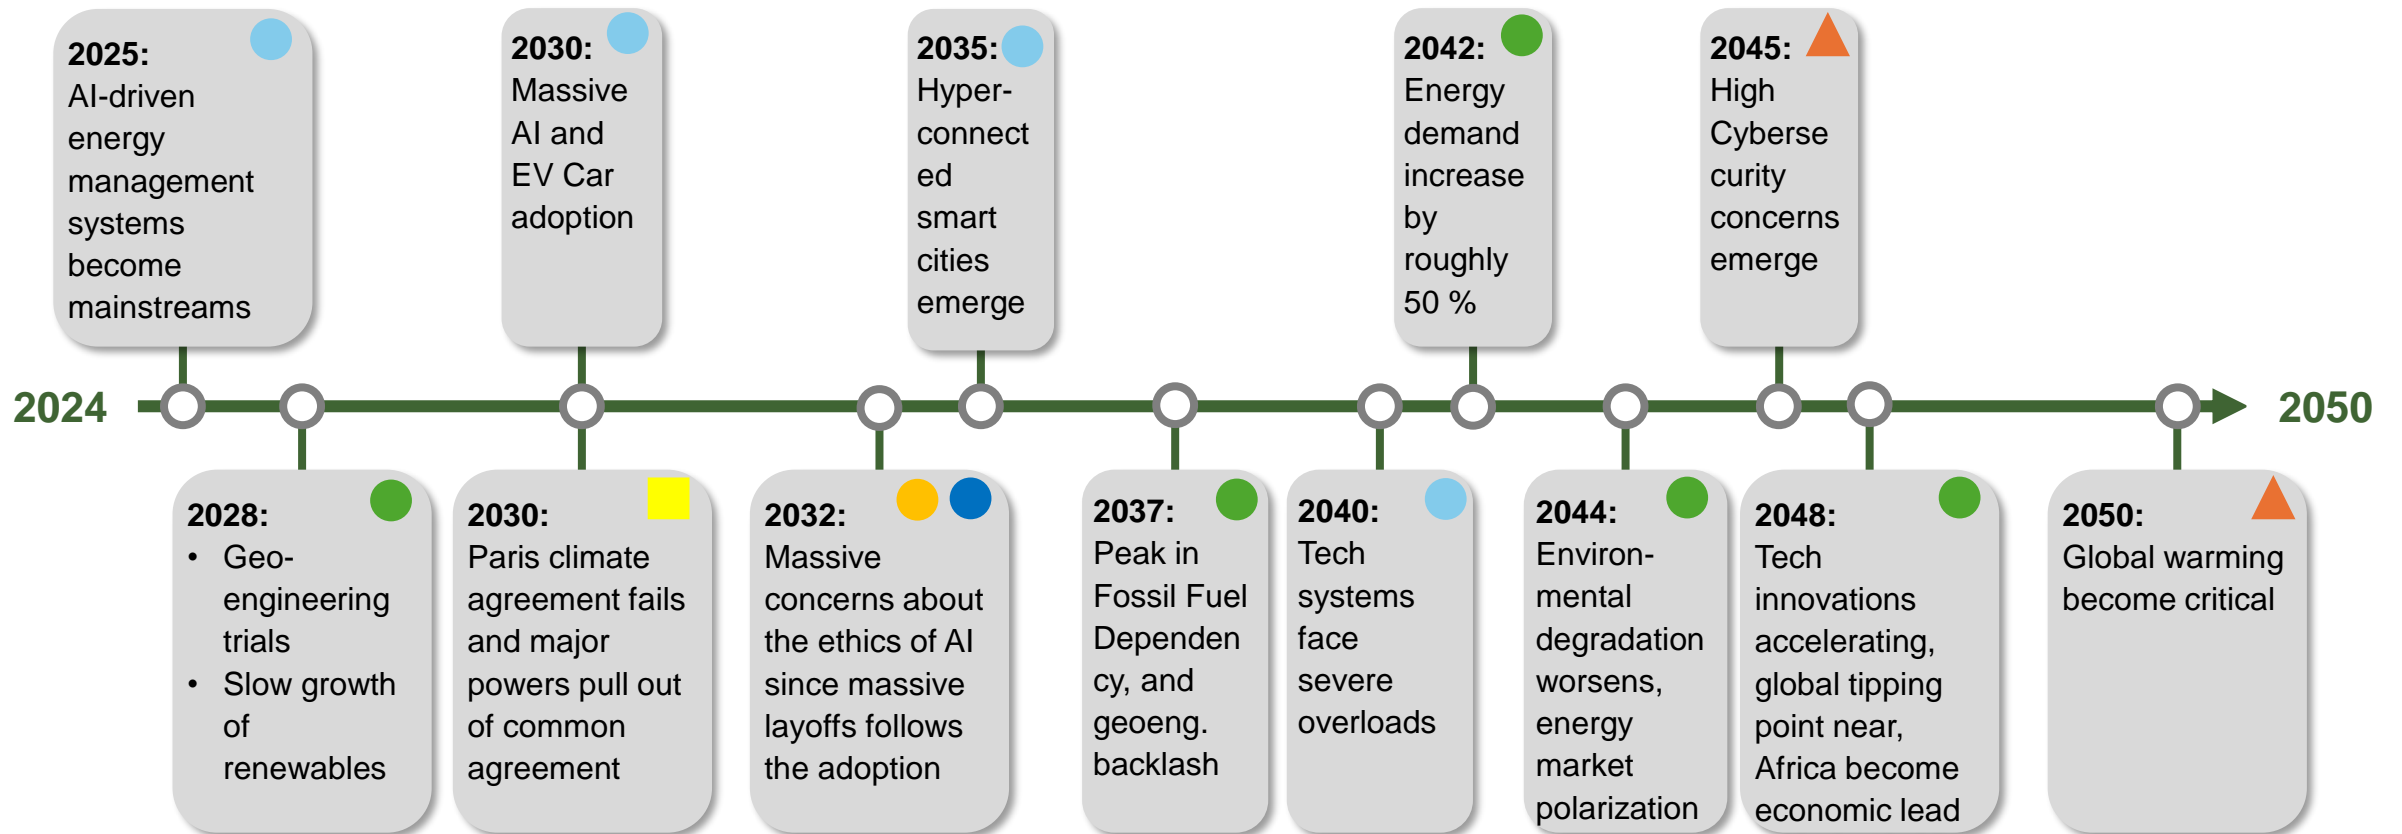 2025:
AI-driven
energy
management
systems
become
mainstreams
2030:
Massive
AI and
EV Car
adoption
2035:
Hyper-
connect
ed
smart
cities
emerge
2042:
Energy
demand
increase
by
roughly
50 %
2045:
High
Cyberse
curity
concerns
emerge
2024
2050
2028:
• Geo-
engineering
trials
• Slow growth
of
renewables
2030:
Paris climate
agreement fails
and major
powers pull out
of common
agreement
2032:
Massive
concerns about
the ethics of AI
since massive
layoffs follows
the adoption
2037:
Peak in
Fossil Fuel
Dependen
cy, and
geoeng.
backlash
2040:
Tech
systems
face
severe
overloads
2044:
Environ-
mental
degradation
worsens,
energy
market
polarization
2048:
Tech
innovations
accelerating,
global tipping
point near,
Africa become
economic lead
2050:
Global warming
become critical